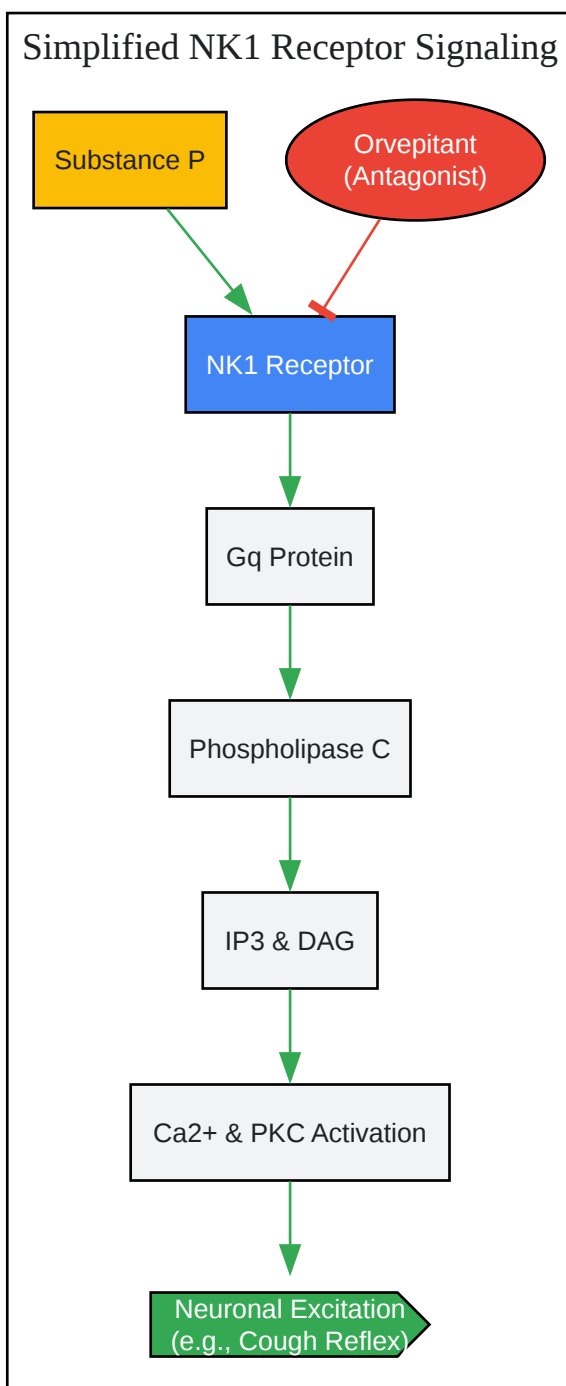 Simplified NK1 Receptor Signaling
Substance P
Orvepitant
(Antagonist)
NK1 Receptor
Gq Protein
Phospholipase C
IP3 & DAG
Ca2+ & PKC Activation
Neuronal Excitation
(e.g., Cough Reflex)